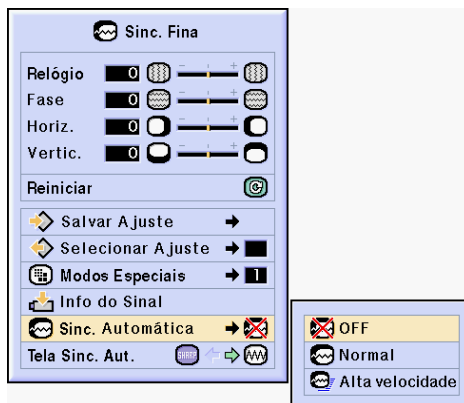 Sinc. Fina
Relógio 0 - +
Fase 0 - +
Horiz. 0 - +
Vertic. 0 - +
Reiniciar
Salvar Ajuste
Selecionar Ajuste
Modos Especiais 1
Info do Sinal
Sinc. Automática
Tela Sinc. Aut. SHARP
OFF
Normal
Alta velocidade